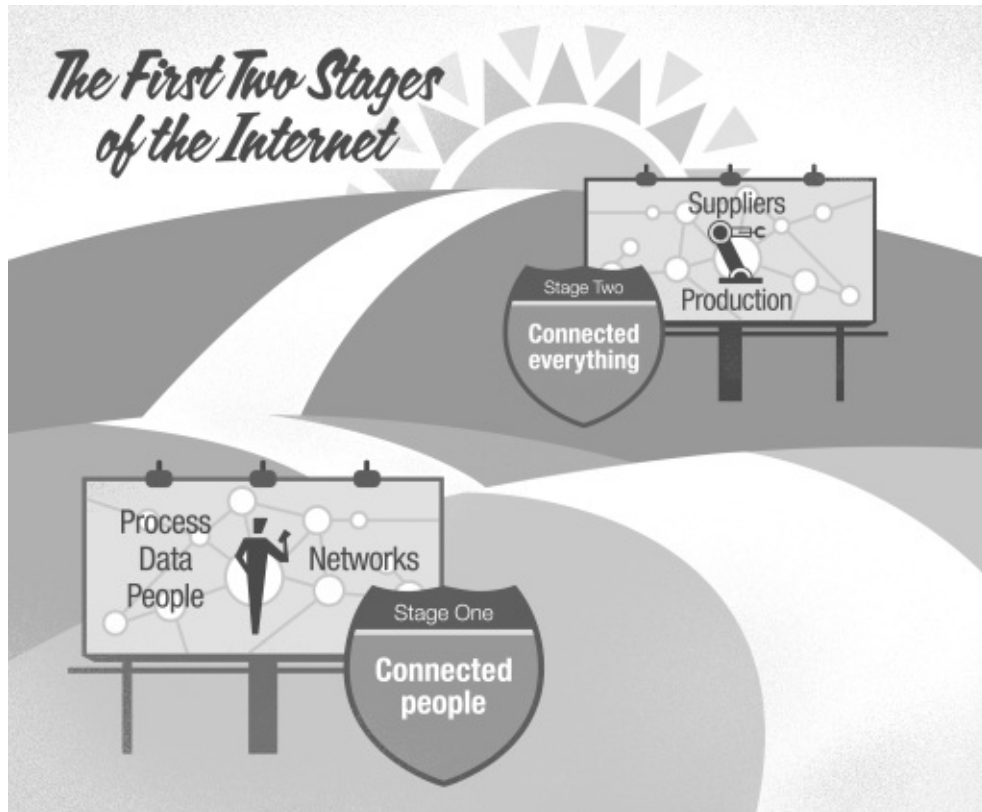 The First Two Stages
of the Internet
Suppliers
Production
Stage Two
Connected
everything
Process
Data
People
Networks
Stage One
Connected
people